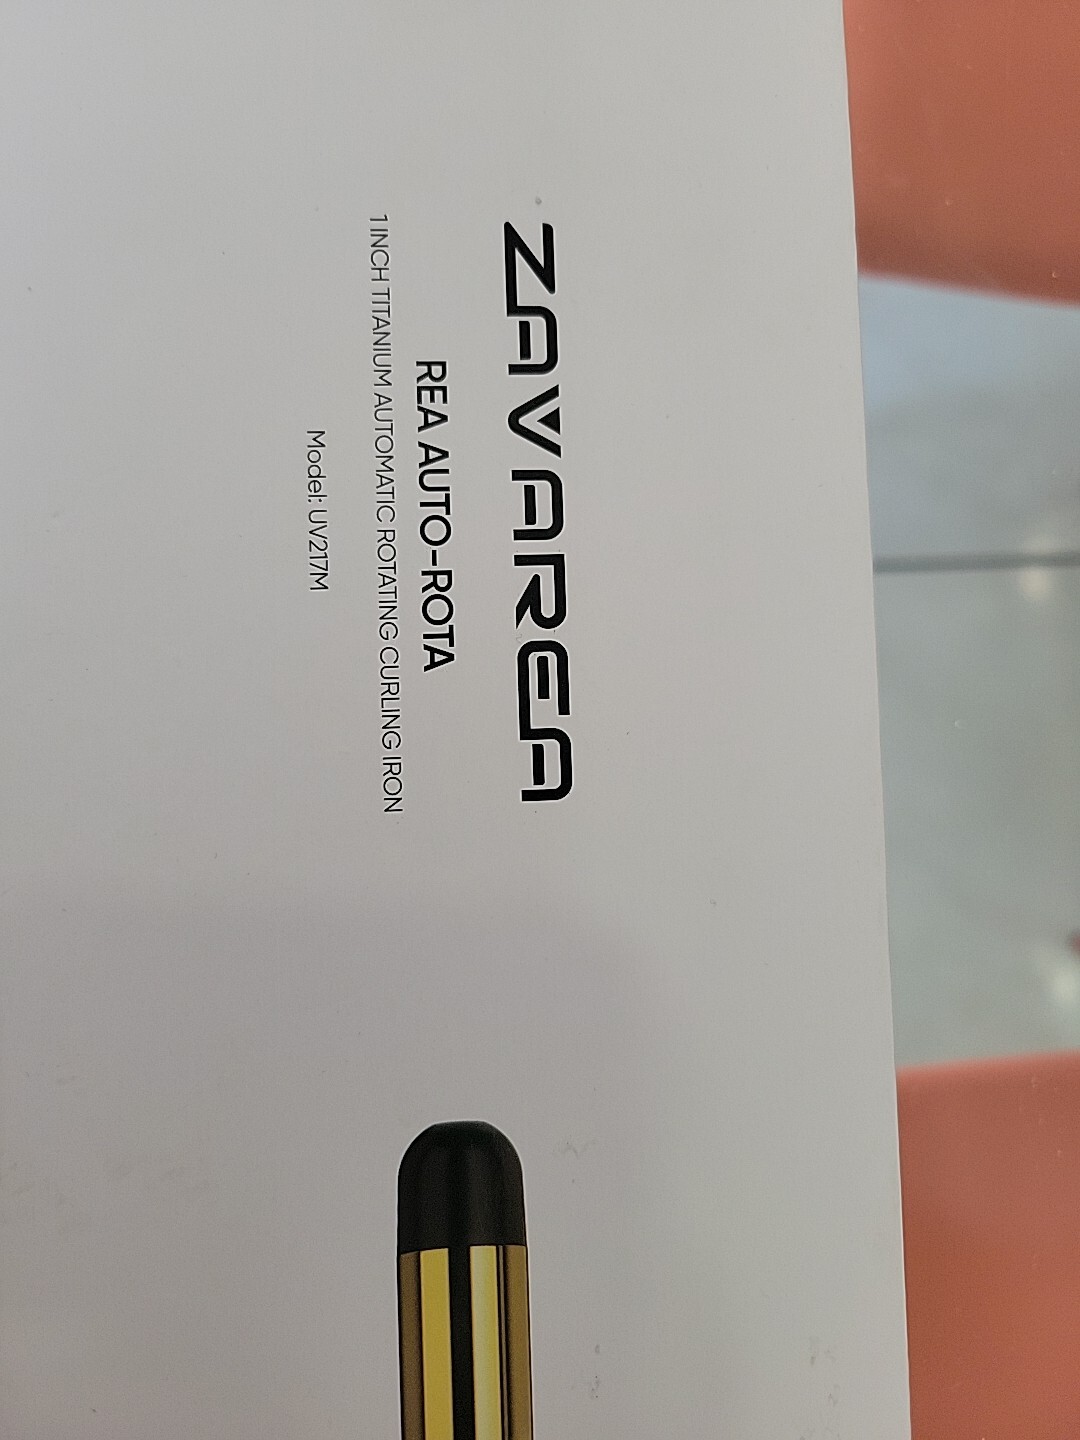 ZAVAREA
REA AUTO-ROTA
1 INCH TITANIUM AUTOMATIC ROTATING CURLING IRON
Model: UV217M